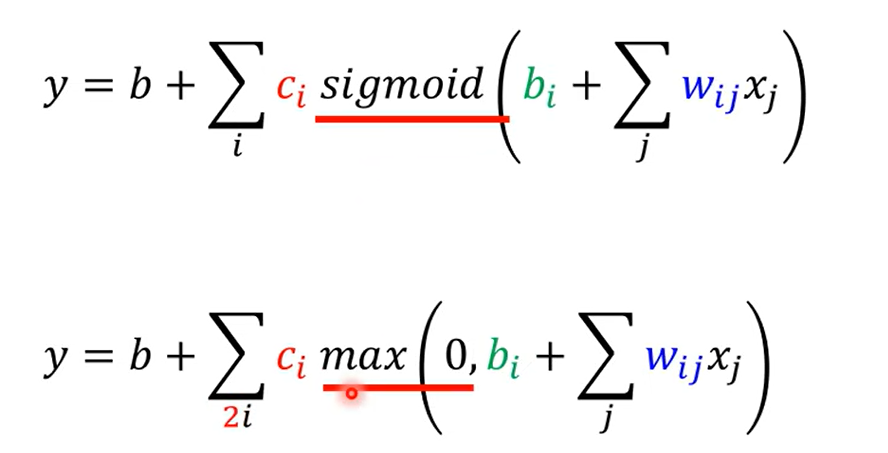 y = b + ∑_i c_i sigmoid ( b_i + ∑_j w_ij x_j )
y = b + ∑_2i c_i max ( 0, b_i + ∑_j w_ij x_j )